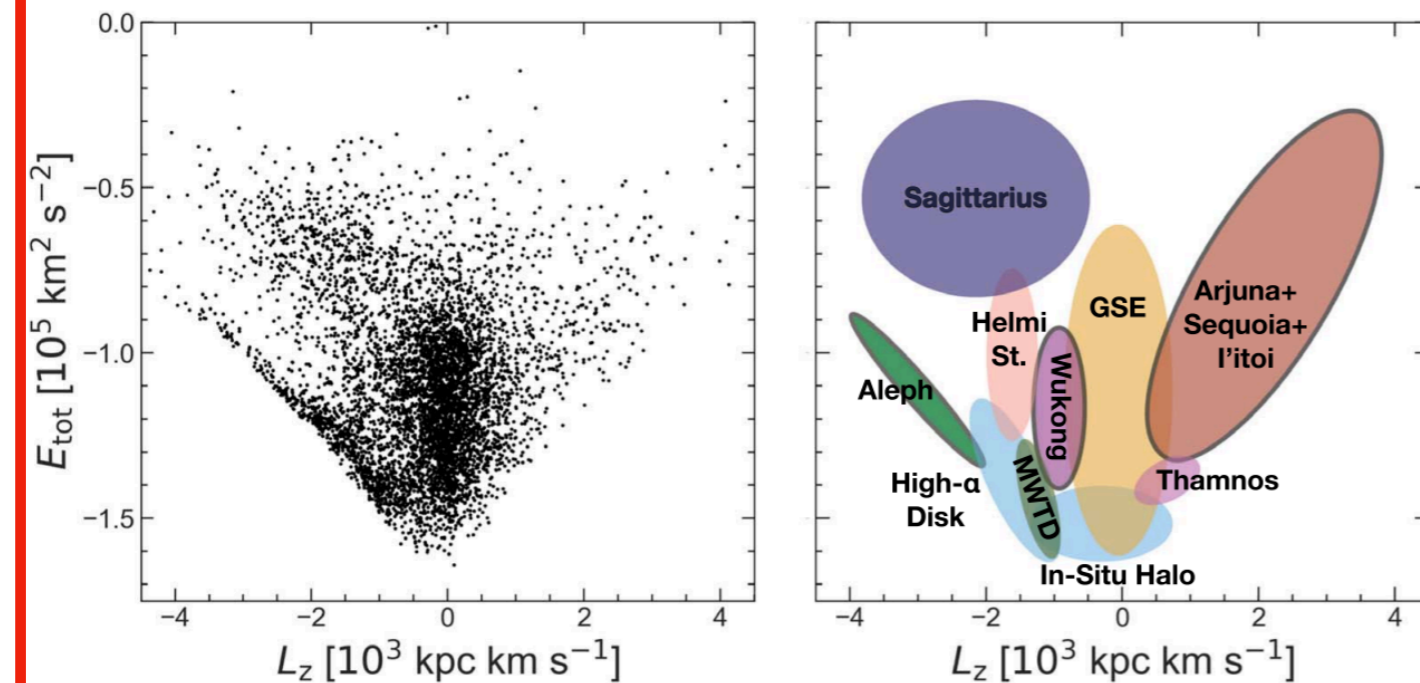 0.0
−0.5
−1.0
−1.5
E_tot [10^5 km^2 s^−2]
−4 −2 0 2 4
L_z [10^3 kpc km s^−1]
Sagittarius
Helmi
St.
GSE
Arjuna+
Sequoia+
I'itoi
Aleph
Wukong
High-α
Disk
MWTD
Thamnos
In-Situ Halo
−4 −2 0 2 4
L_z [10^3 kpc km s^−1]